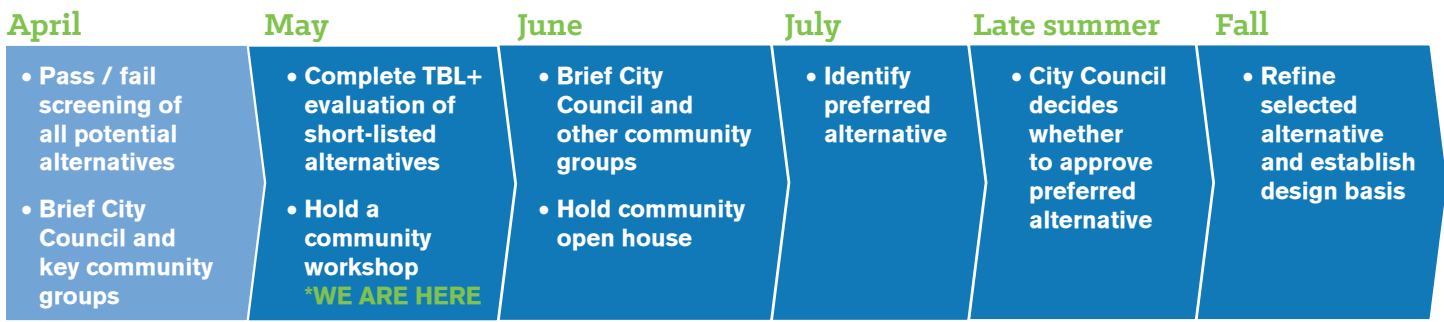 April
• Pass / fail
screening of
all potential
alternatives
• Brief City
Council and
key community
groups
May
• Complete TBL+
evaluation of
short-listed
alternatives
• Hold a
community
workshop
*WE ARE HERE
June
• Brief City
Council and
other community
groups
• Hold community
open house
July
• Identify
preferred
alternative
Late summer
• City Council
decides
whether
to approve
preferred
alternative
Fall
• Refine
selected
alternative
and establish
design basis